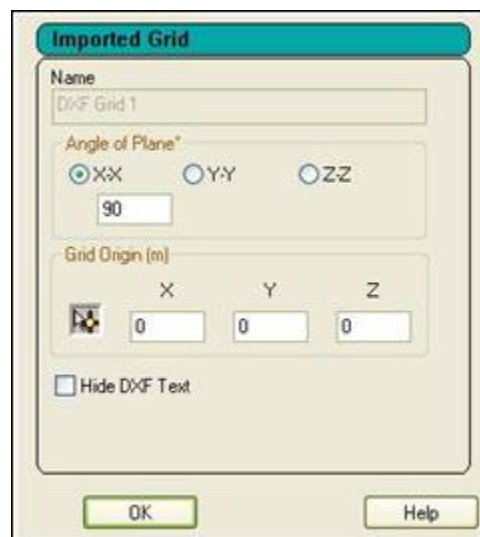 Imported Grid
Name
DXF Grid 1
Angle of Plane*
X-X Y-Y Z-Z
90
Grid Origin (m)
X Y Z
0 0 0
Hide DXF Text
OK Help